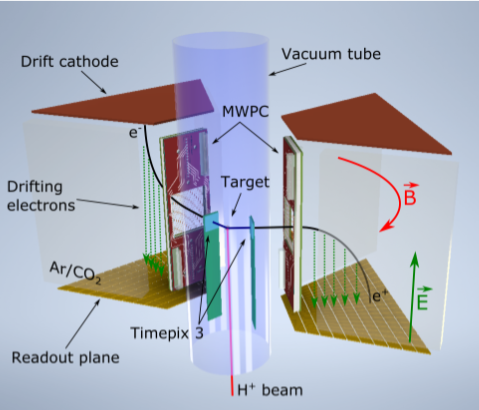 Drift cathode
Vacuum tube
MWPC
e⁻
Target
Drifting
electrons
B⃗
Ar/CO₂
E⃗
e⁺
Timepix 3
Readout plane
H⁺ beam